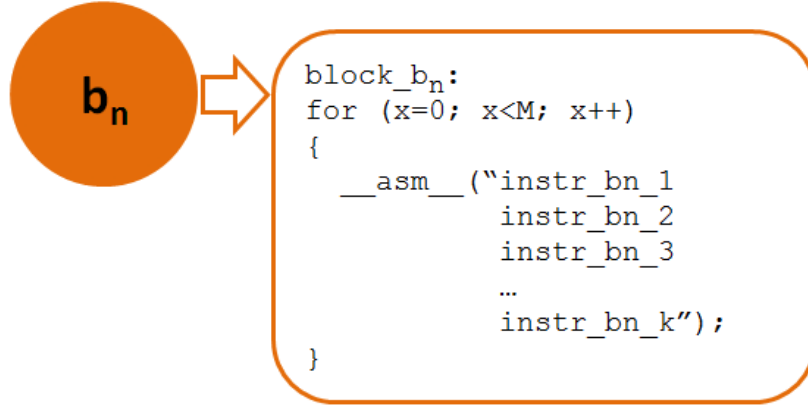 bₙ
block_bₙ:
for (x=0; x<M; x++)
{
__asm__(“instr_bn_1
instr_bn_2
instr_bn_3
…
instr_bn_k”);
}